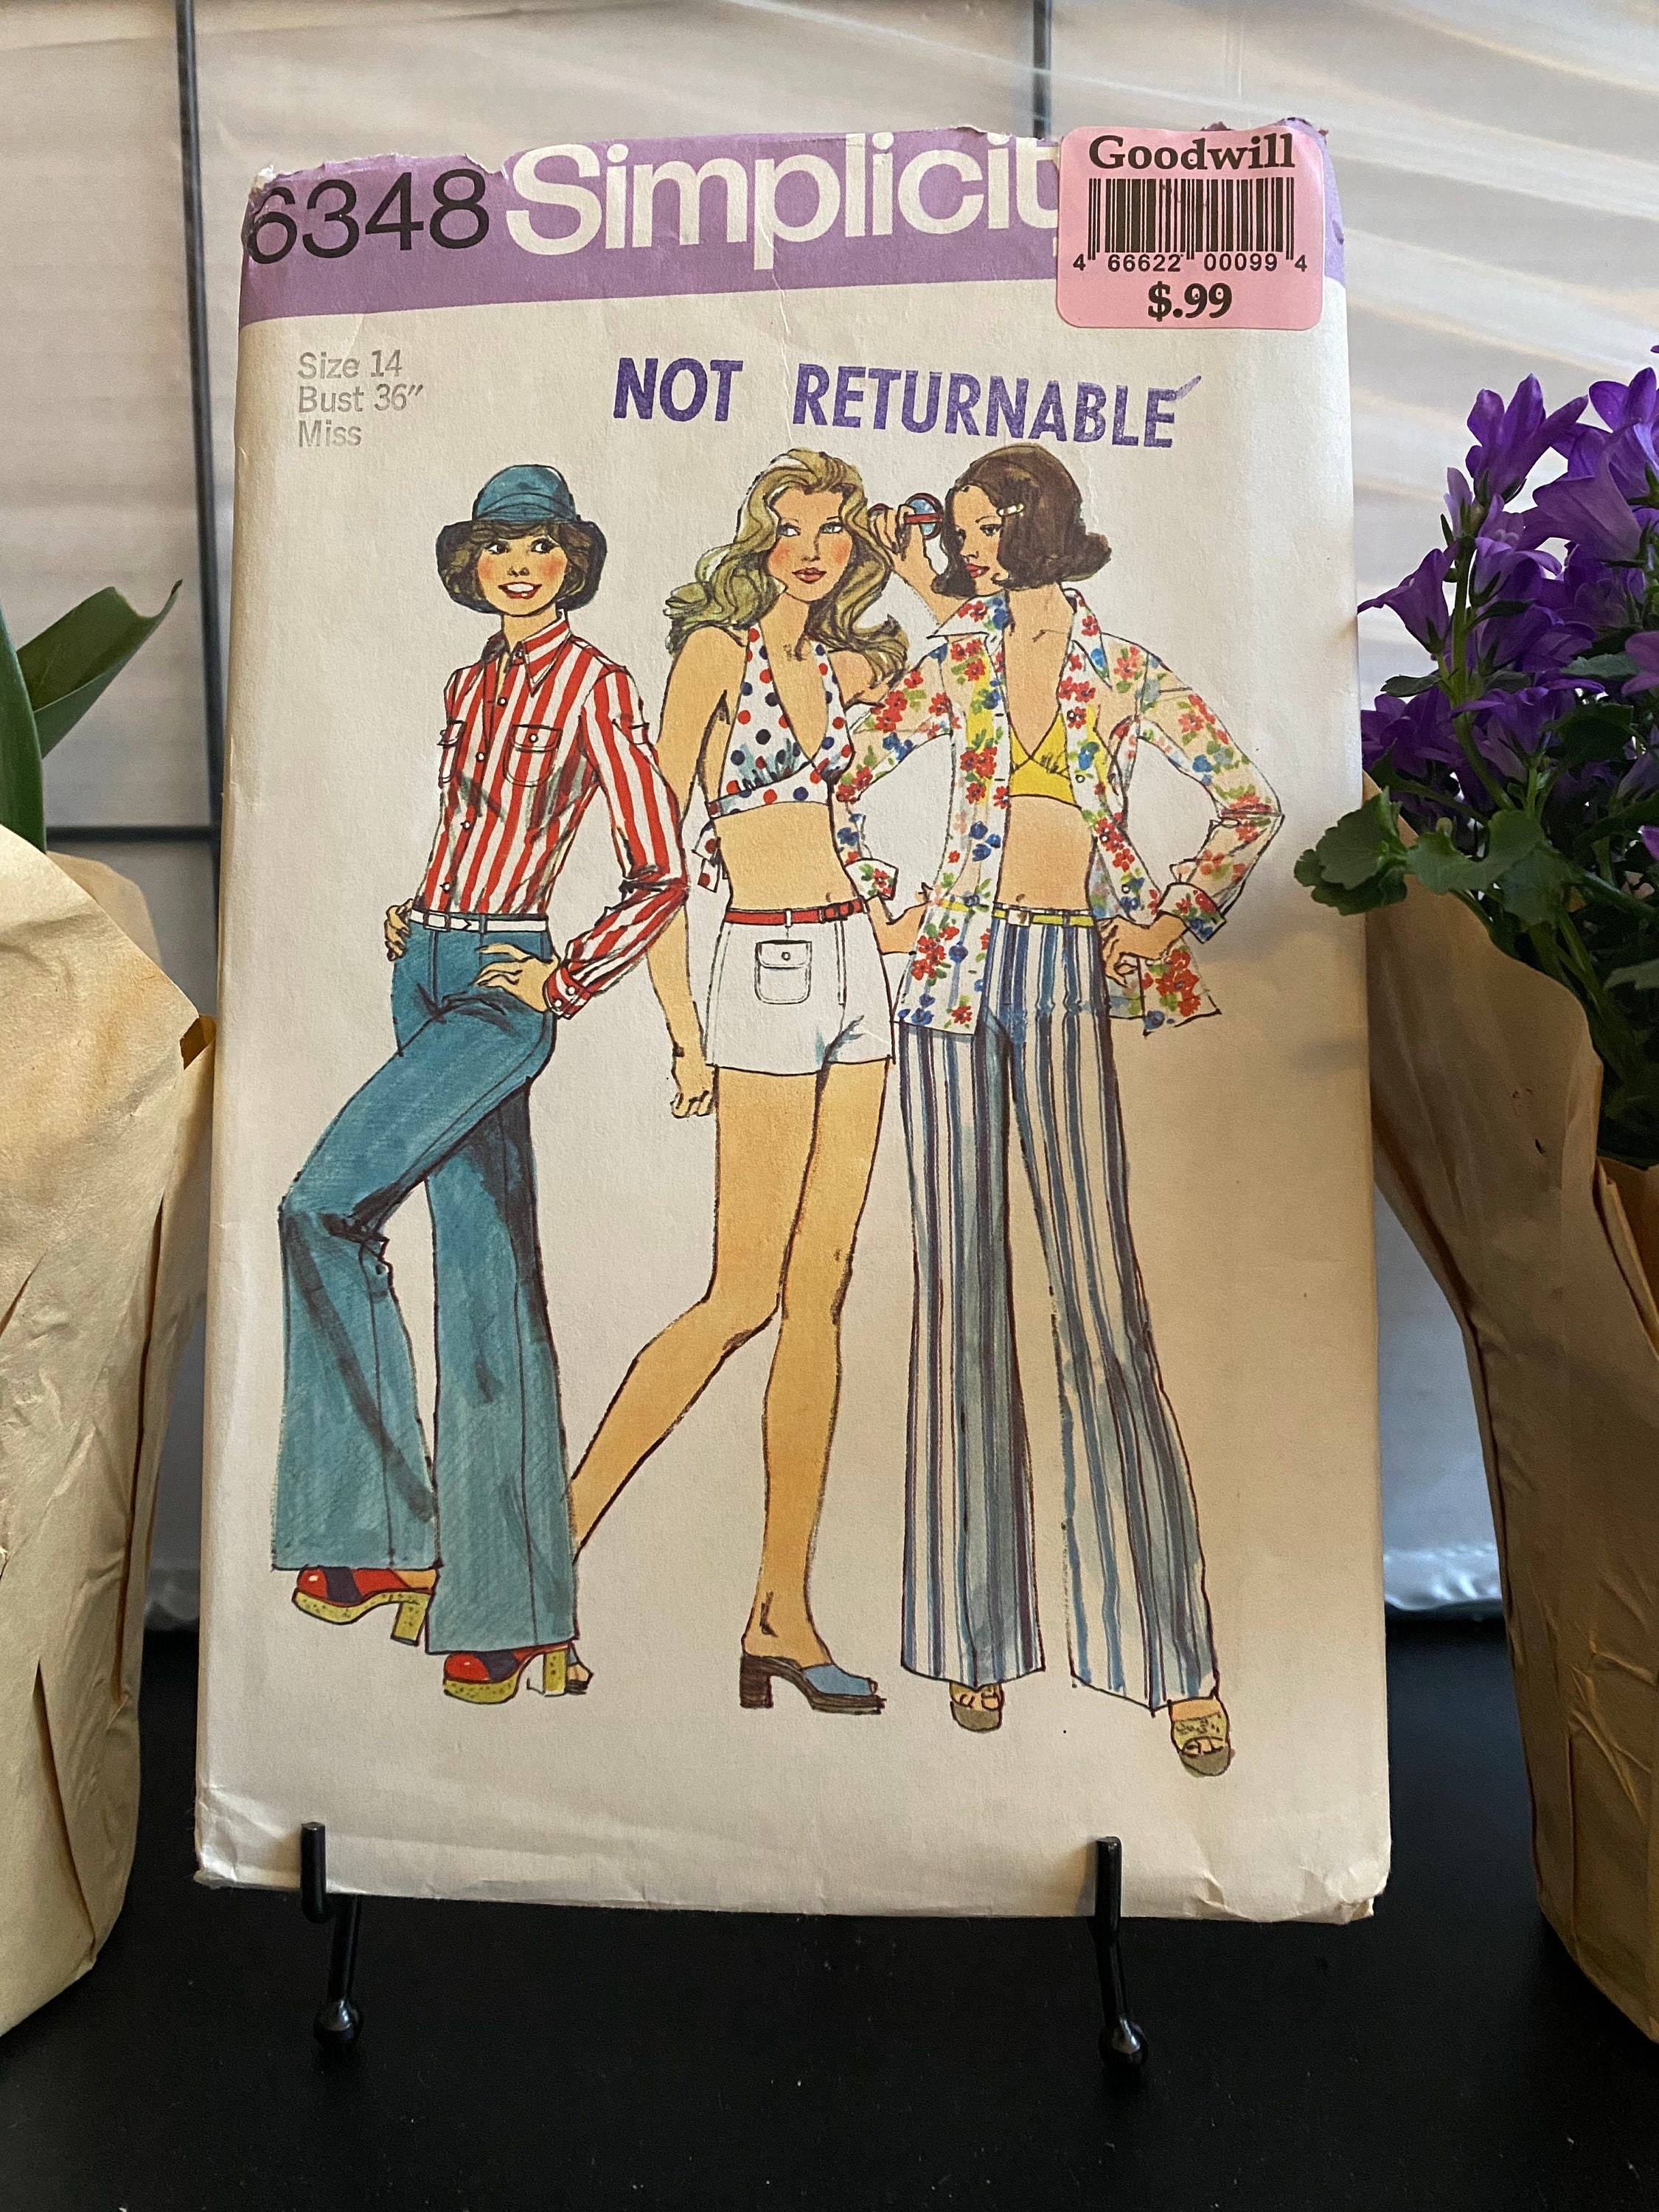 6348 Simplicit
Goodwill
4 66622 00099 4
$.99
Size 14
Bust 36"
Miss
NOT RETURNABLE